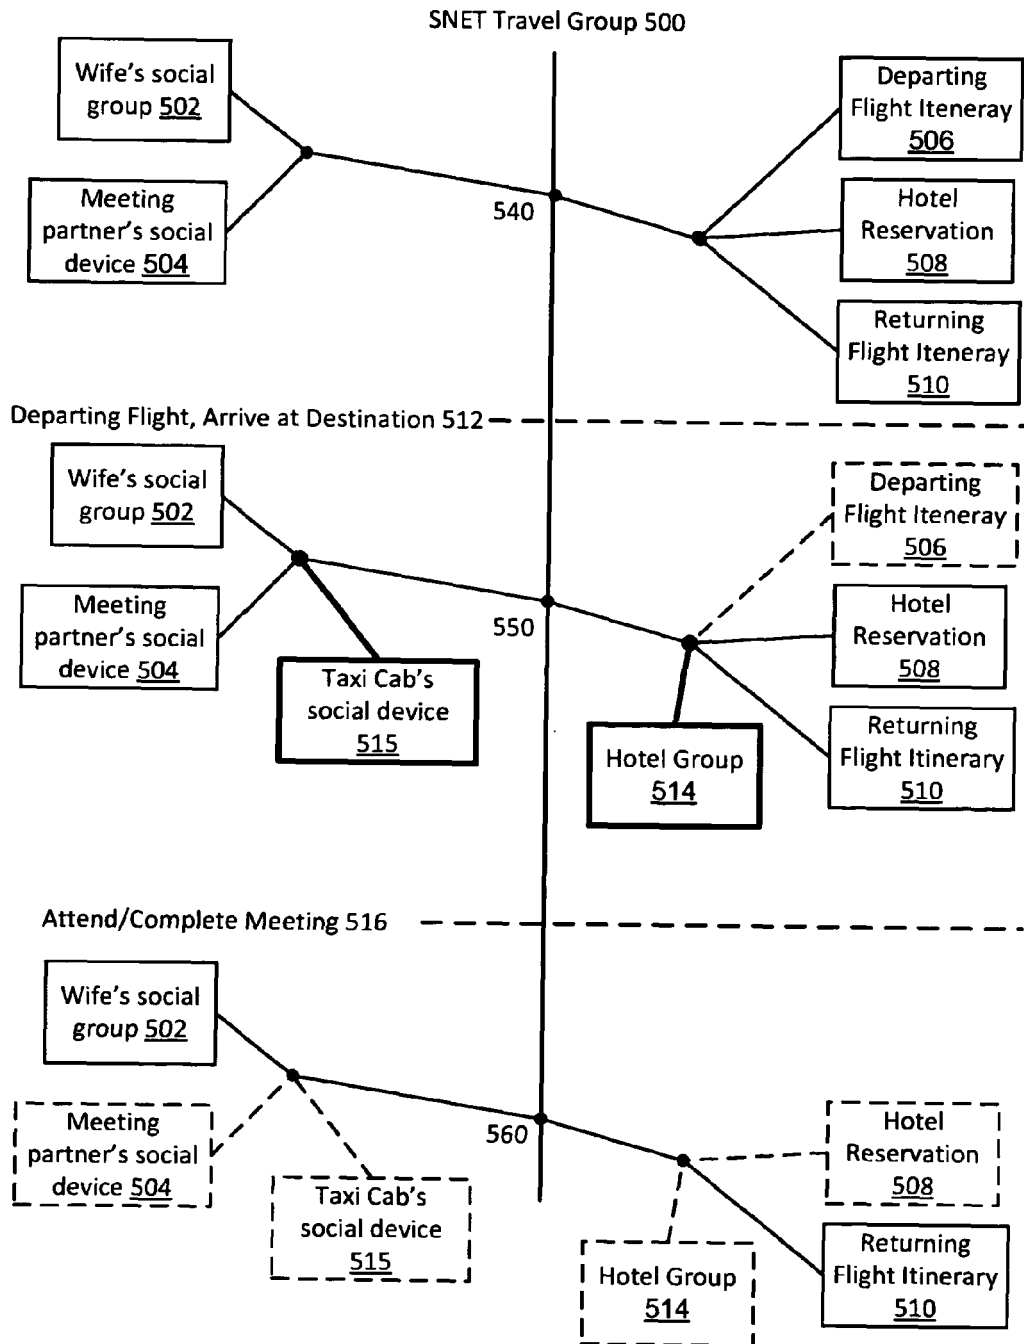 SNET Travel Group 500
Wife's social
group 502
Meeting
partner's social
device 504
540
Departing
Flight Iteneray
506
Hotel
Reservation
508
Returning
Flight Iteneray
510
Departing Flight, Arrive at Destination 512
Wife's social
group 502
Meeting
partner's social
device 504
Taxi Cab's
social device
515
550
Departing
Flight Iteneray
506
Hotel
Reservation
508
Hotel Group
514
Returning
Flight Itinerary
510
Attend/Complete Meeting 516
Wife's social
group 502
Meeting
partner's social
device 504
Taxi Cab's
social device
515
560
Hotel
Reservation
508
Hotel Group
514
Returning
Flight Itinerary
510